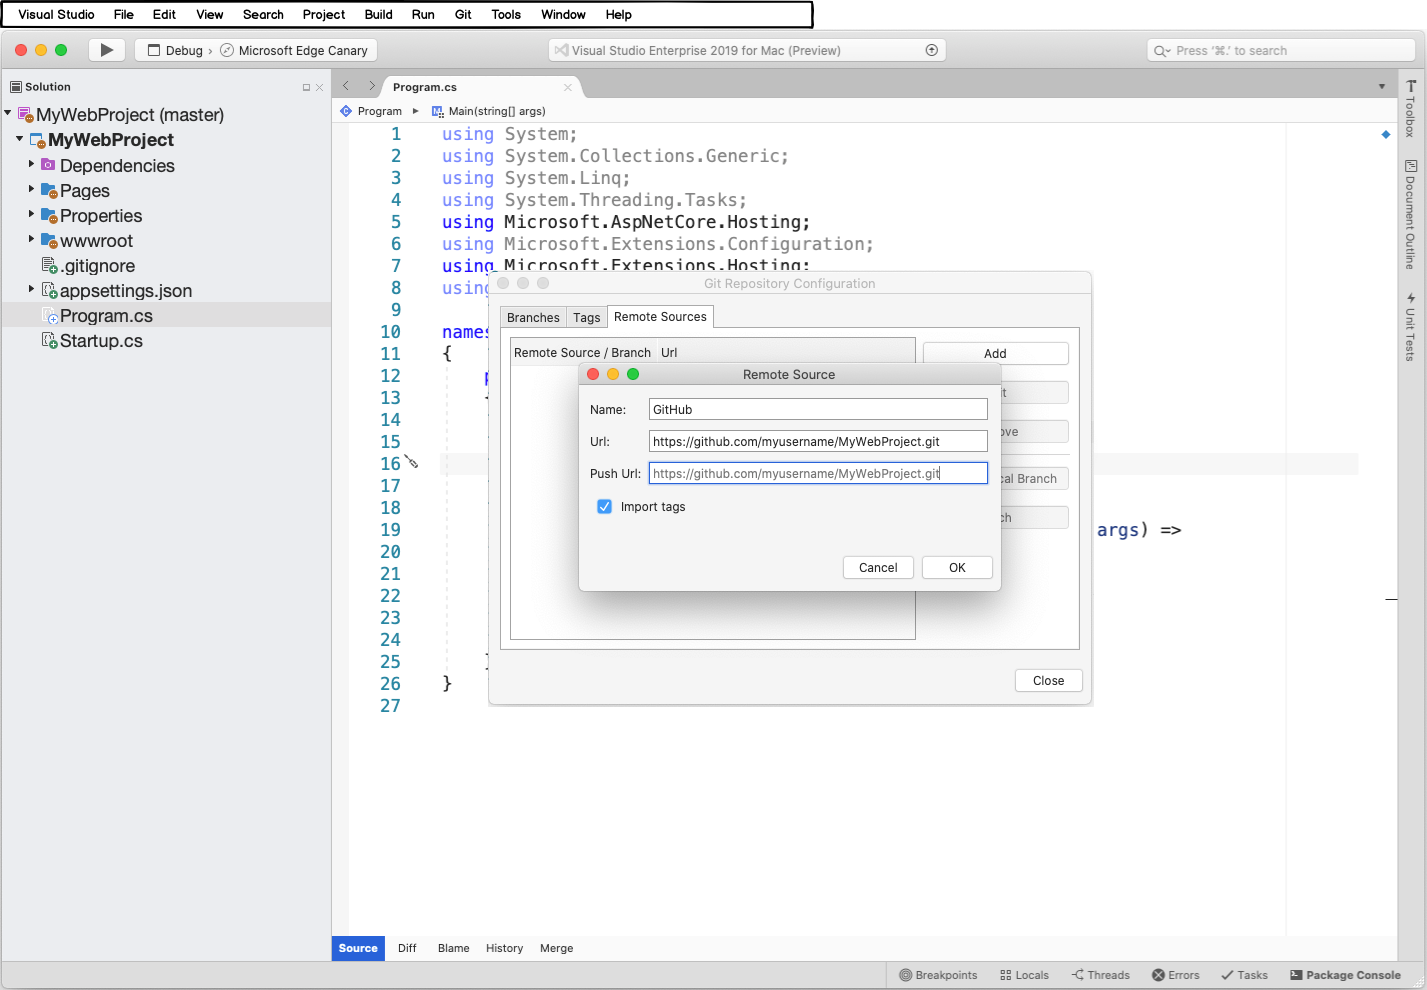 Visual Studio File Edit View Search Project Build Run Git Tools Window Help
Debug › Microsoft Edge Canary
Visual Studio Enterprise 2019 for Mac (Preview)
Press ‘⌘.’ to search
Solution
MyWebProject (master)
MyWebProject
Dependencies
Pages
Properties
wwwroot
.gitignore
appsettings.json
Program.cs
Startup.cs
Program.cs
Program ▸ Main(string[] args)
1 using System;
2 using System.Collections.Generic;
3 using System.Linq;
4 using System.Threading.Tasks;
5 using Microsoft.AspNetCore.Hosting;
6 using Microsoft.Extensions.Configuration;
7 using Microsoft.Extensions.Hosting;
8 using
9
10 names
11 {
12
13
14
15
16
17
18
19 args) =>
20
21
22
23
24
25
26 }
27
Git Repository Configuration
Branches Tags Remote Sources
Remote Source / Branch Url
Add
it
ove
cal Branch
ch
Close
Remote Source
Name: GitHub
Url: https://github.com/myusername/MyWebProject.git
Push Url: https://github.com/myusername/MyWebProject.git
Import tags
Cancel OK
Toolbox
Document Outline
Unit Tests
Source Diff Blame History Merge
Breakpoints Locals Threads Errors Tasks Package Console